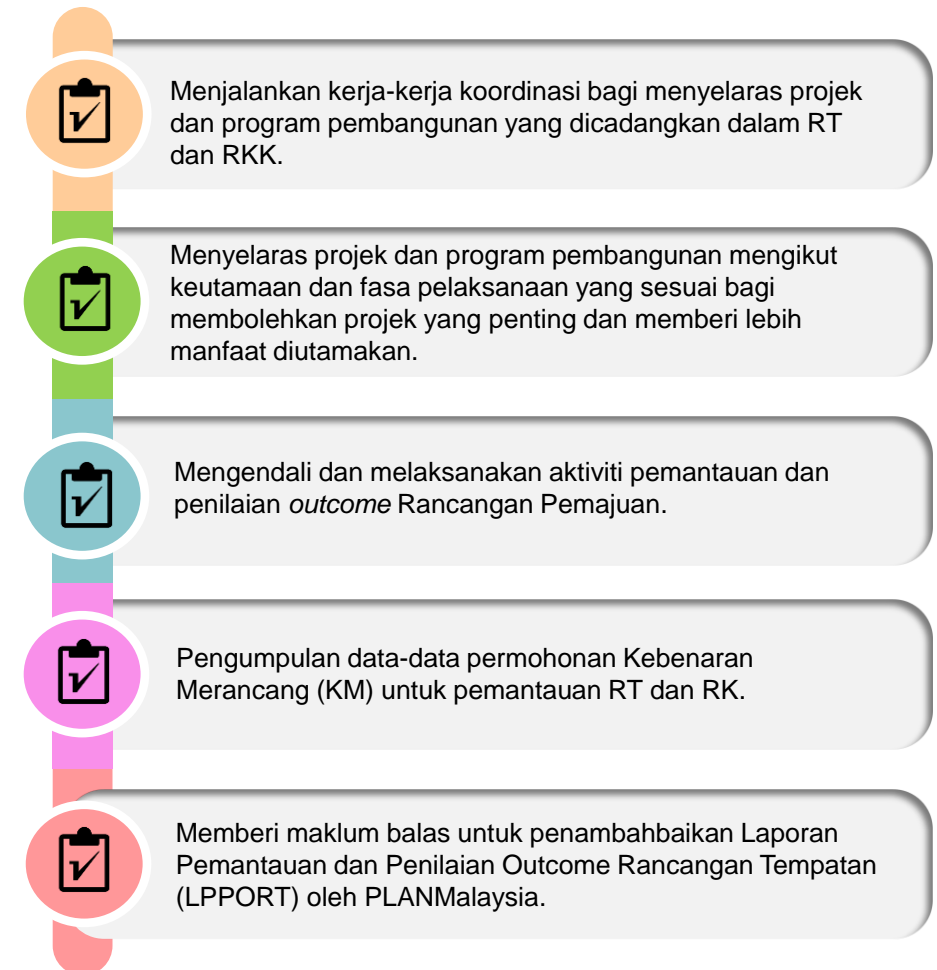 Menjalankan kerja-kerja koordinasi bagi menyelaras projek
dan program pembangunan yang dicadangkan dalam RT
dan RKK.
Menyelaras projek dan program pembangunan mengikut
keutamaan dan fasa pelaksanaan yang sesuai bagi
membolehkan projek yang penting dan memberi lebih
manfaat diutamakan.
Mengendali dan melaksanakan aktiviti pemantauan dan
penilaian outcome Rancangan Pemajuan.
Pengumpulan data-data permohonan Kebenaran
Merancang (KM) untuk pemantauan RT dan RK.
Memberi maklum balas untuk penambahbaikan Laporan
Pemantauan dan Penilaian Outcome Rancangan Tempatan
(LPPORT) oleh PLANMalaysia.